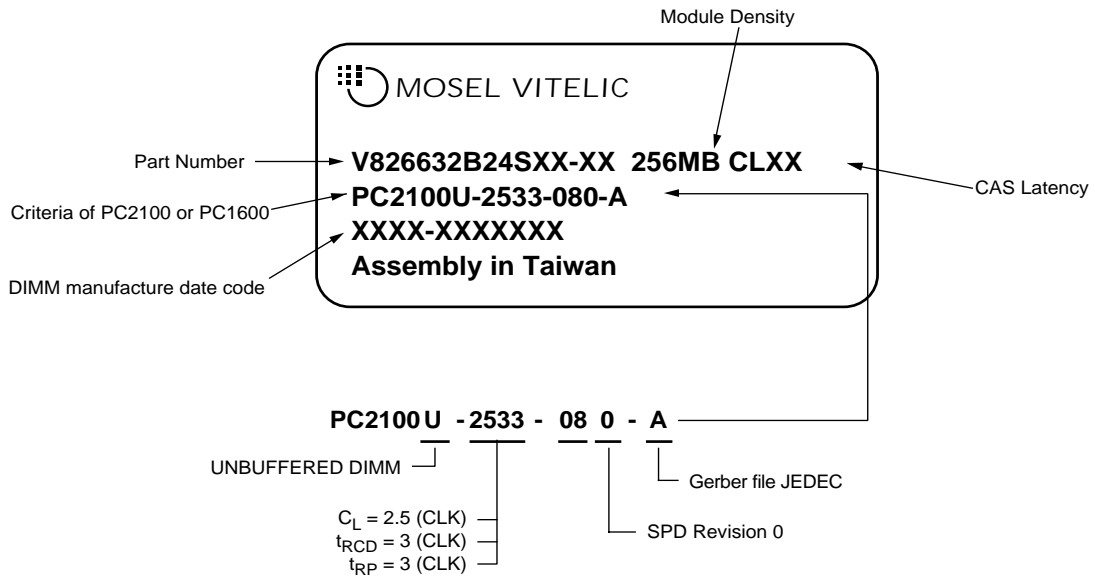 Module Density
MOSEL VITELIC
Part Number
V826632B24SXX-XX 256MB CLXX
CAS Latency
Criteria of PC2100 or PC1600
PC2100U-2533-080-A
XXXX-XXXXXXX
DIMM manufacture date code
Assembly in Taiwan
PC2100 U - 2533 - 08 0 - A
UNBUFFERED DIMM
Gerber file JEDEC
CL = 2.5 (CLK)
tRCD = 3 (CLK)
SPD Revision 0
tRP = 3 (CLK)